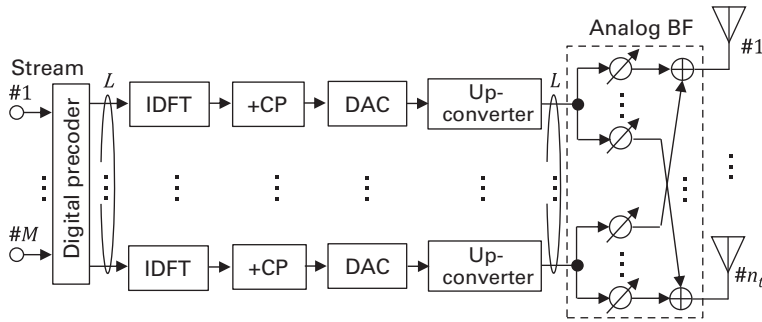 Analog BF
#1
Stream
#1
L
L
IDFT
+CP
DAC
Up-
converter
Digital precoder
#M
IDFT
+CP
DAC
Up-
converter
#n_t